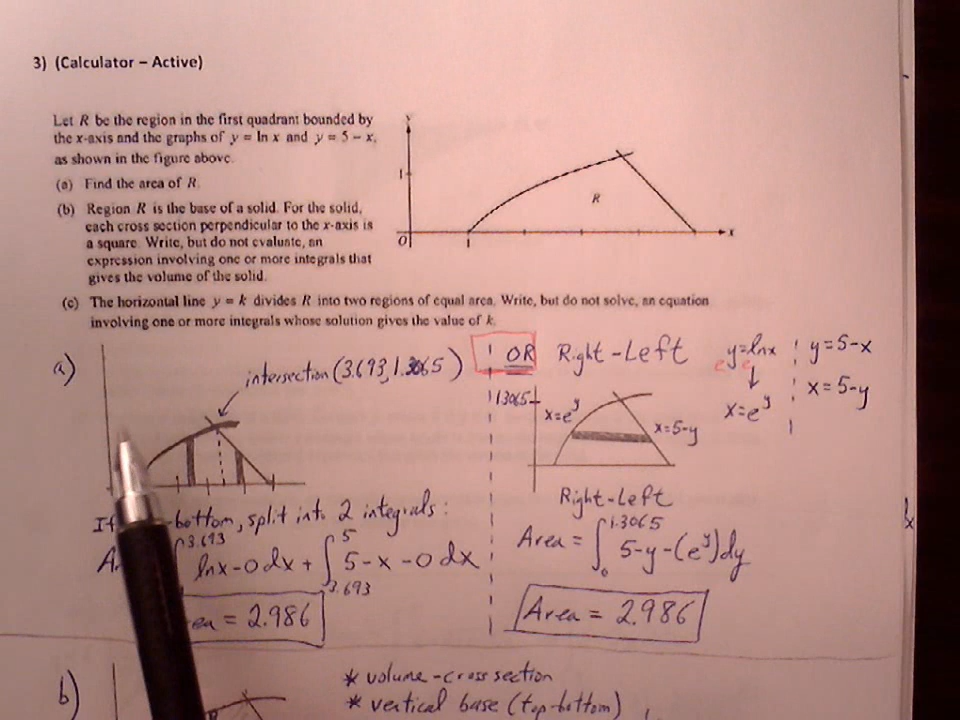 3) (Calculator – Active)
Let R be the region in the first quadrant bounded by
the x-axis and the graphs of y = ln x and y = 5 – x,
as shown in the figure above.
(a) Find the area of R.
(b) Region R is the base of a solid. For the solid,
each cross section perpendicular to the x-axis is
a square. Write, but do not evaluate, an
expression involving one or more integrals that
gives the volume of the solid.
(c) The horizontal line y = k divides R into two regions of equal area. Write, but do not solve, an equation
involving one or more integrals whose solution gives the value of k.
y
1
R
O
1
x
a)
intersection (3.693, 1.3065)
If -bottom, split into 2 integrals:
A 3.693 lnx - 0 dx + ∫ 5 3.693 5-x - 0 dx
ea = 2.986
OR Right-Left
y=lnx
e e
x=e^y
y=5-x
x=5-y
1.3065
x=e^y
x=5-y
Right-Left
Area = ∫ 1.3065 0 5-y-(e^y)dy
Area = 2.986
b)
* volume-cross section
* vertical base (top-bottom)
R